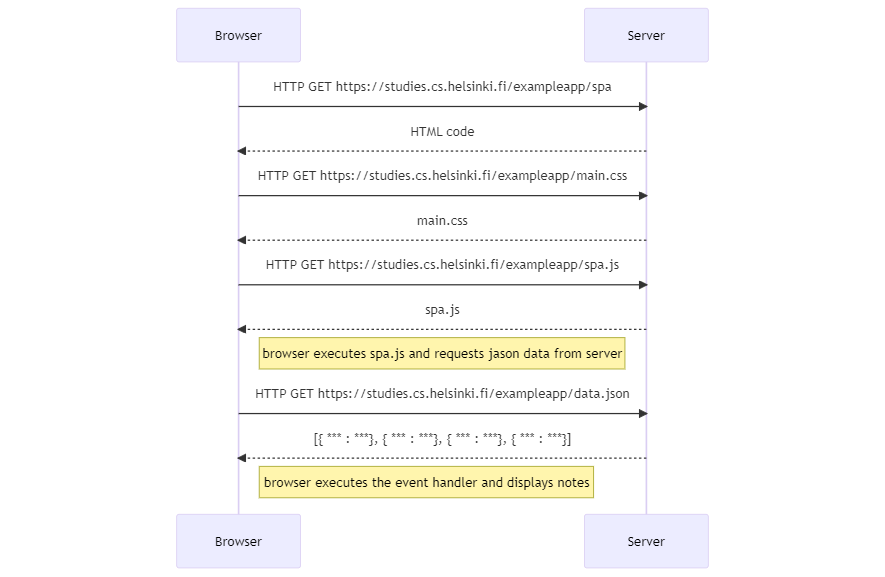 Browser
Server
HTTP GET https://studies.cs.helsinki.fi/exampleapp/spa
HTML code
HTTP GET https://studies.cs.helsinki.fi/exampleapp/main.css
main.css
HTTP GET https://studies.cs.helsinki.fi/exampleapp/spa.js
spa.js
browser executes spa.js and requests jason data from server
HTTP GET https://studies.cs.helsinki.fi/exampleapp/data.json
[{ *** : ***}, { *** : ***}, { *** : ***}, { *** : ***}]
browser executes the event handler and displays notes
Browser
Server